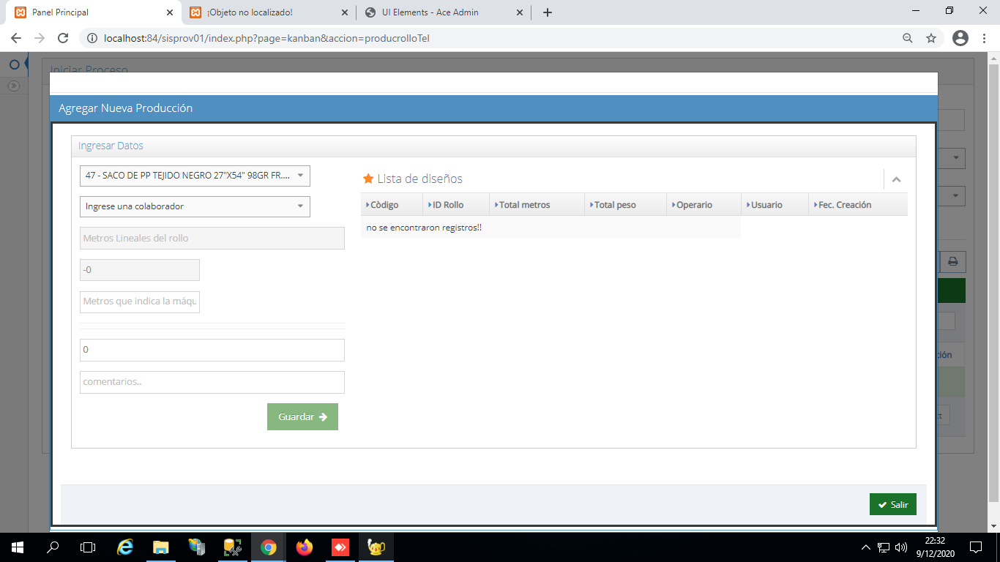 Panel Principal
¡Objeto no localizado!
UI Elements - Ace Admin
localhost:84/sisprov01/index.php?page=kanban&accion=producrolloTel
Iniciar Proceso
Agregar Nueva Producción
Ingresar Datos
47 - SACO DE PP TEJIDO NEGRO 27"X54" 98GR FR....
Ingrese una colaborador
Metros Lineales del rollo
-0
Metros que indica la máqu
0
comentarios..
Guardar
Lista de diseños
Còdigo ID Rollo Total metros Total peso Operario Usuario Fec. Creación
no se encontraron registros!!
ción
ct
Salir
22:32
9/12/2020